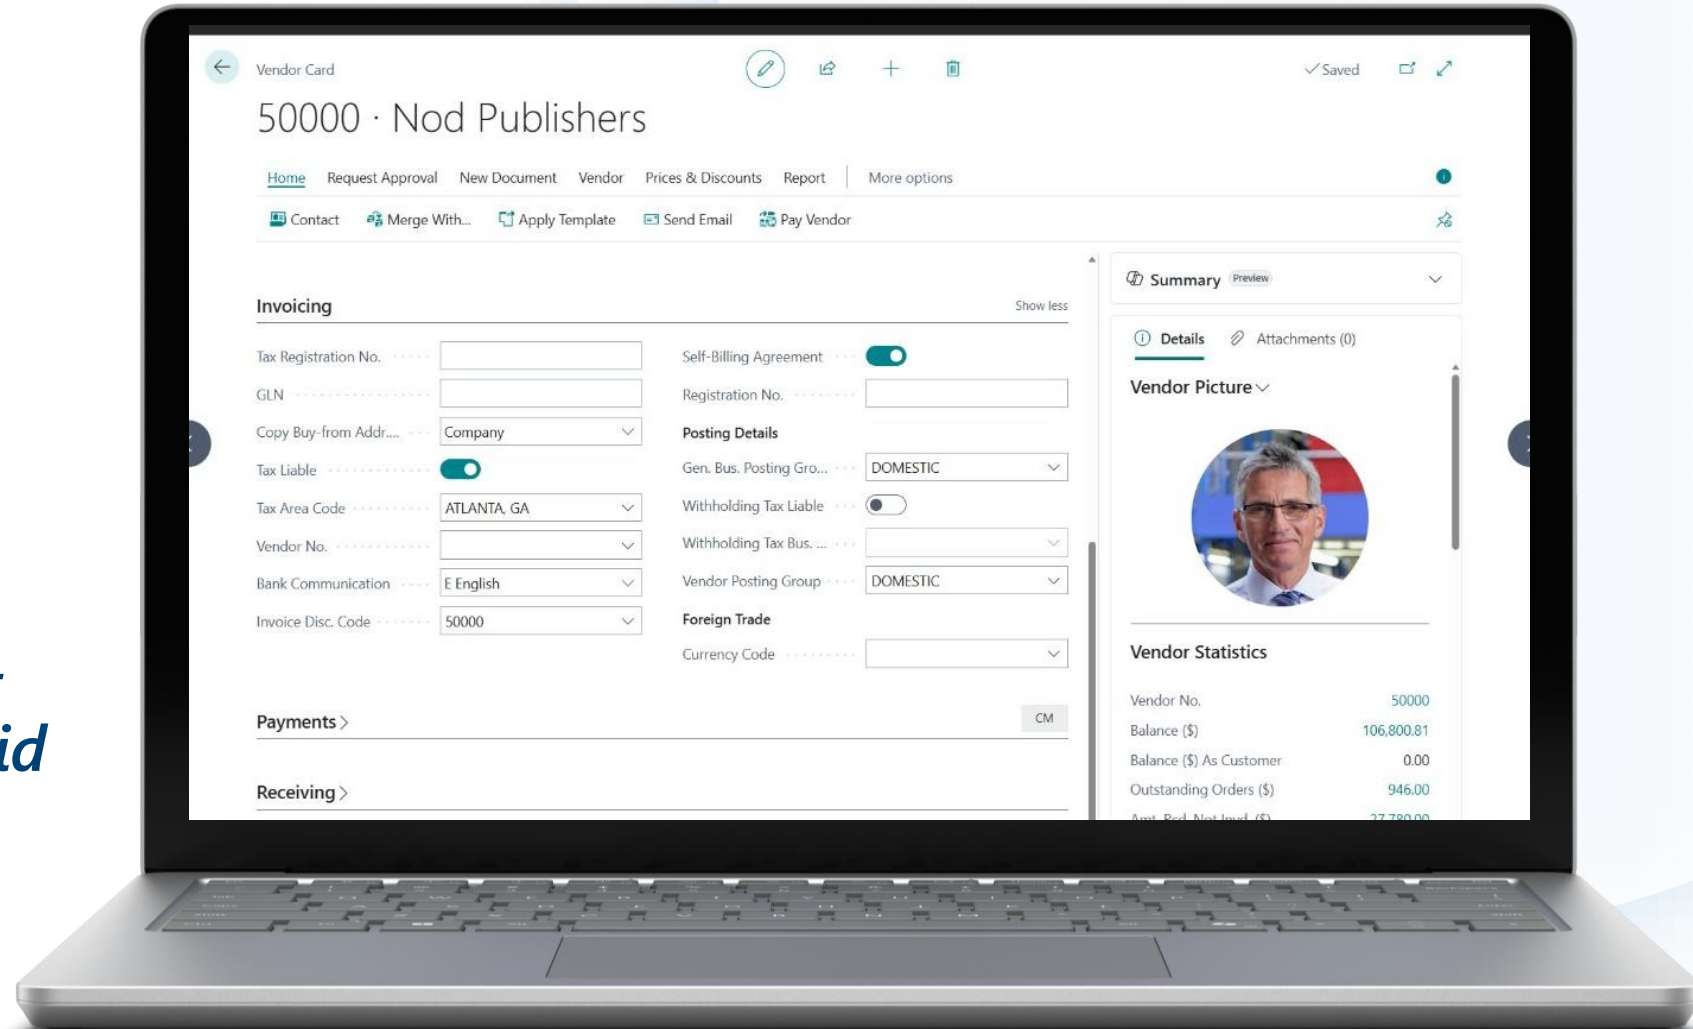 Vendor Card
Saved
50000 · Nod Publishers
Home Request Approval New Document Vendor Prices & Discounts Report More options
Contact Merge With... Apply Template Send Email Pay Vendor
Summary Preview
Invoicing Show less
Details Attachments (0)
Tax Registration No.
Self-Billing Agreement
GLN
Registration No.
Vendor Picture
Copy Buy-from Addr.... Company
Posting Details
Tax Liable
Gen. Bus. Posting Gro... DOMESTIC
Tax Area Code ATLANTA, GA
Withholding Tax Liable
Vendor No.
Withholding Tax Bus. ...
Bank Communication E English
Vendor Posting Group DOMESTIC
Invoice Disc. Code 50000
Foreign Trade
Currency Code
Vendor Statistics
Vendor No. 50000
Payments CM
Balance ($) 106,800.81
id
Balance ($) As Customer 0.00
Receiving
Outstanding Orders ($) 946.00